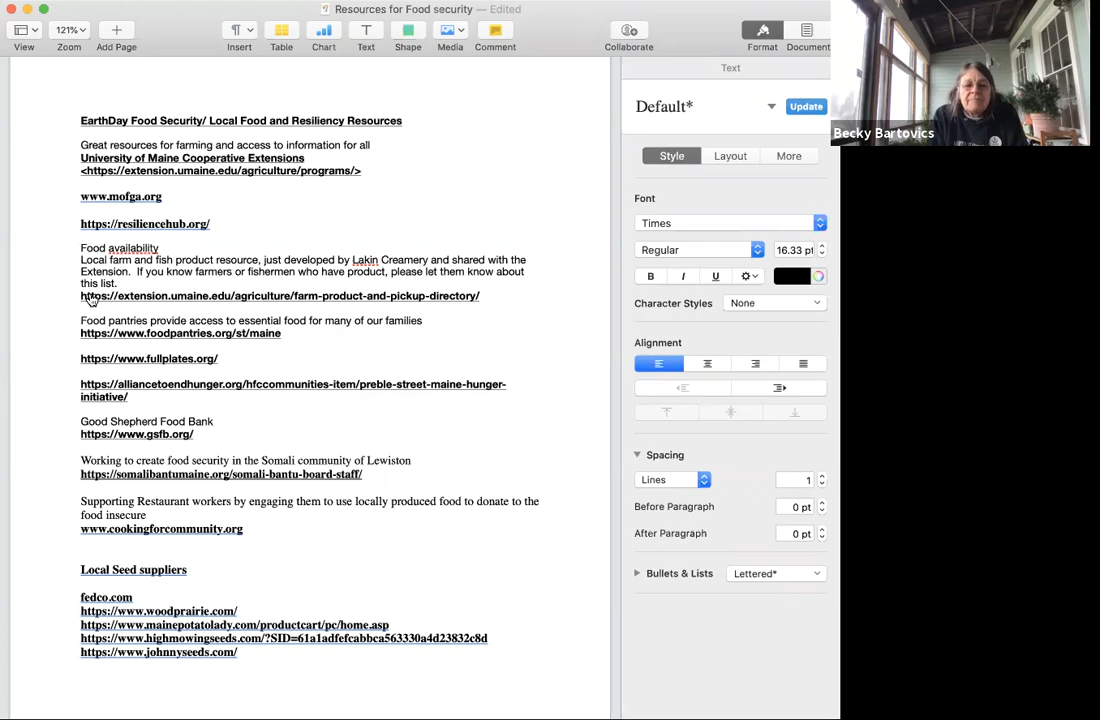 Resources for Food security — Edited
121%
View
Zoom
Add Page
Insert
Table
Chart
Text
Shape
Media
Comment
Collaborate
Format
Document
Becky Bartovics
EarthDay Food Security/ Local Food and Resiliency Resources
Great resources for farming and access to information for all
University of Maine Cooperative Extensions
<https://extension.umaine.edu/agriculture/programs/>
www.mofga.org
https://resiliencehub.org/
Food availability
Local farm and fish product resource, just developed by Lakin Creamery and shared with the
Extension. If you know farmers or fishermen who have product, please let them know about
this list.
https://extension.umaine.edu/agriculture/farm-product-and-pickup-directory/
Food pantries provide access to essential food for many of our families
https://www.foodpantries.org/st/maine
https://www.fullplates.org/
https://alliancetoendhunger.org/hfccommunities-item/preble-street-maine-hunger-
initiative/
Good Shepherd Food Bank
https://www.gsfb.org/
Working to create food security in the Somali community of Lewiston
https://somalibantumaine.org/somali-bantu-board-staff/
Supporting Restaurant workers by engaging them to use locally produced food to donate to the
food insecure
www.cookingforcommunity.org
Local Seed suppliers
fedco.com
https://www.woodprairie.com/
https://www.mainepotatolady.com/productcart/pc/home.asp
https://www.highmowingseeds.com/?SID=61a1adfefcabbca563330a4d23832c8d
https://www.johnnyseeds.com/
Text
Default*
Update
Style
Layout
More
Font
Times
Regular
16.33 pt
B
I
U
Character Styles
None
Alignment
Spacing
Lines
1
Before Paragraph
0 pt
After Paragraph
0 pt
Bullets & Lists
Lettered*